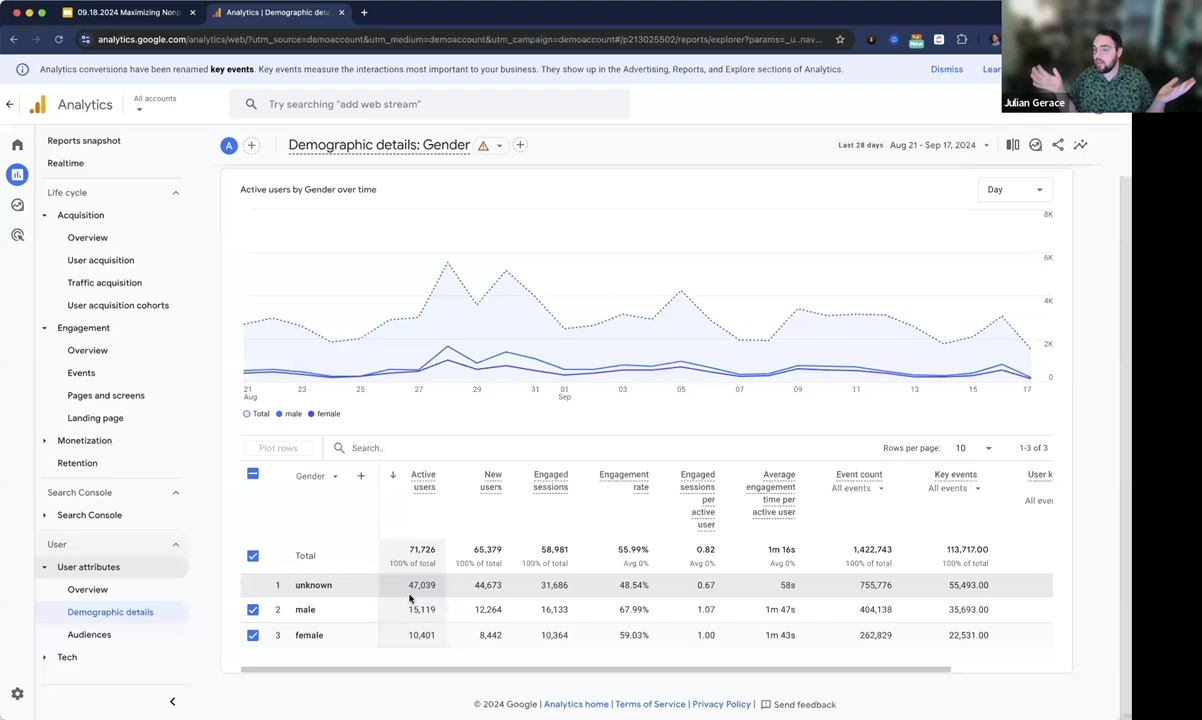 09.18.2024 Maximizing Nonp
Analytics | Demographic deta
analytics.google.com/analytics/web/?utm_source=demoaccount&utm_medium=demoaccount&utm_campaign=demoaccount#/p213025502/reports/explorer?params=_u..nav...
Analytics conversions have been renamed key events. Key events measure the interactions most important to your business. They show up in the Advertising, Reports, and Explore sections of Analytics.
Dismiss
Lear
Julian Gerace
Analytics
All accounts
Try searching "add web stream"
Reports snapshot
Realtime
Life cycle
Acquisition
Overview
User acquisition
Traffic acquisition
User acquisition cohorts
Engagement
Overview
Events
Pages and screens
Landing page
Monetization
Retention
Search Console
Search Console
User
User attributes
Overview
Demographic details
Audiences
Tech
A
Demographic details: Gender
Last 28 days Aug 21 - Sep 17, 2024
Active users by Gender over time
Day
8K
6K
4K
2K
0
21 23 25 27 29 31 01 03 05 07 09 11 13 15 17
Aug Sep
Total male female
Plot rows
Search...
Rows per page: 10
1-3 of 3
Gender
Active users
New users
Engaged sessions
Engagement rate
Engaged sessions per active user
Average engagement time per active user
Event count
All events
Key events
All events
User k
All ever
Total 71,726 65,379 58,981 55.99% 0.82 1m 16s 1,422,743 113,717.00
100% of total 100% of total 100% of total Avg 0% Avg 0% Avg 0% 100% of total 100% of total
1 unknown 47,039 44,673 31,686 48.54% 0.67 58s 755,776 55,493.00
2 male 15,119 12,264 16,133 67.99% 1.07 1m 47s 404,138 35,693.00
3 female 10,401 8,442 10,364 59.03% 1.00 1m 43s 262,829 22,531.00
© 2024 Google | Analytics home | Terms of Service | Privacy Policy | Send feedback